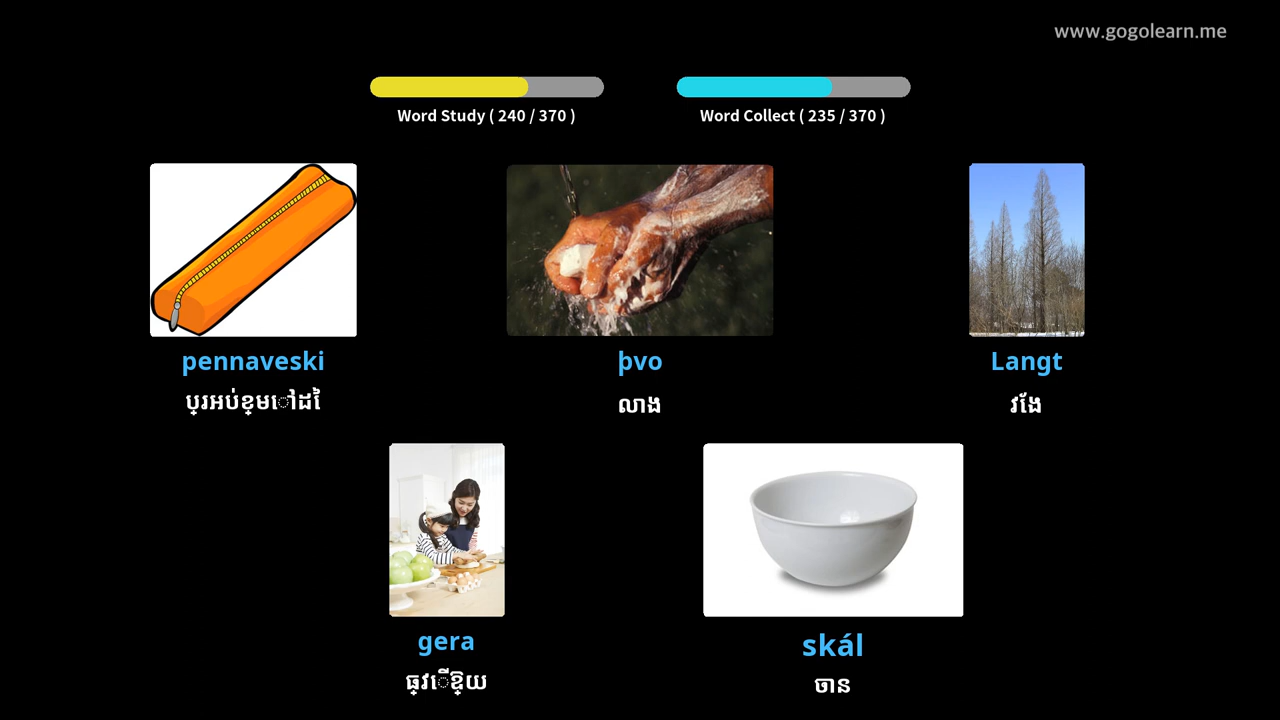 www.gogolearn.me
Word Study ( 240 / 370 )
Word Collect ( 235 / 370 )
pennaveski
þvo
Langt
ប្រអប់ខ្មៅដៃ
លាង
វែង
gera
ធ្វើឱ្យ
skál
ចាន